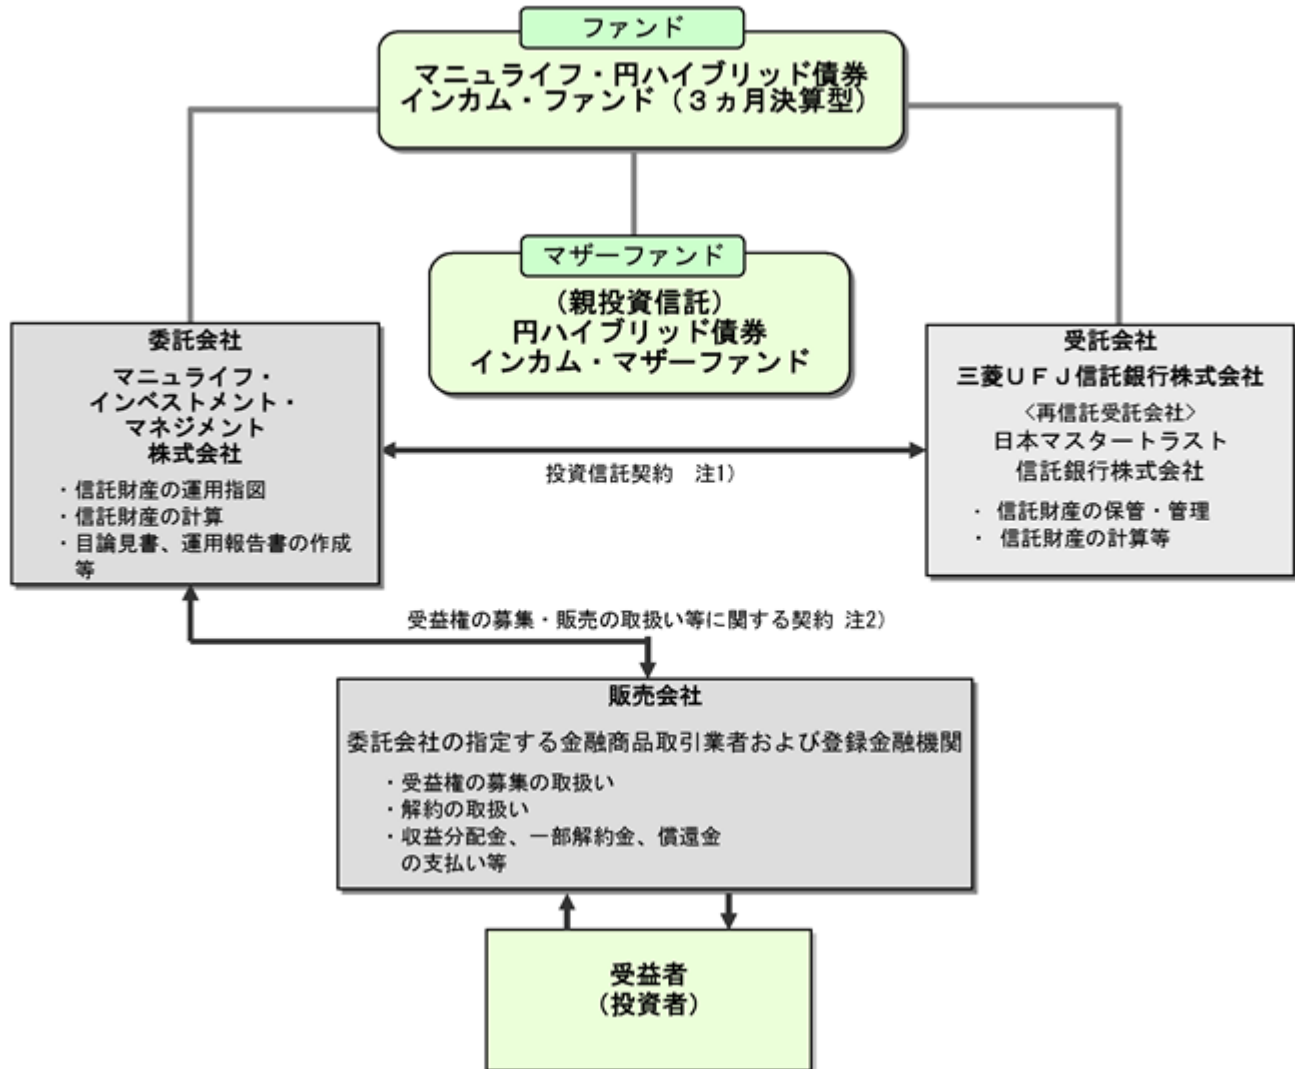 ファンド
マニュライフ・円ハイブリッド債券
インカム・ファンド（３ヵ月決算型）
マザーファンド
（親投資信託）
円ハイブリッド債券
インカム・マザーファンド
委託会社
マニュライフ・
インベストメント・
マネジメント
株式会社
・信託財産の運用指図
・信託財産の計算
・目論見書、運用報告書の作成
等
受託会社
三菱ＵＦＪ信託銀行株式会社
〈再信託受託会社〉
日本マスタートラスト
信託銀行株式会社
・ 信託財産の保管・管理
・ 信託財産の計算等
投資信託契約　注1）
受益権の募集・販売の取扱い等に関する契約 注2）
販売会社
委託会社の指定する金融商品取引業者および登録金融機関
・受益権の募集の取扱い
・解約の取扱い
・収益分配金、一部解約金、償還金
の支払い等
受益者
（投資者）